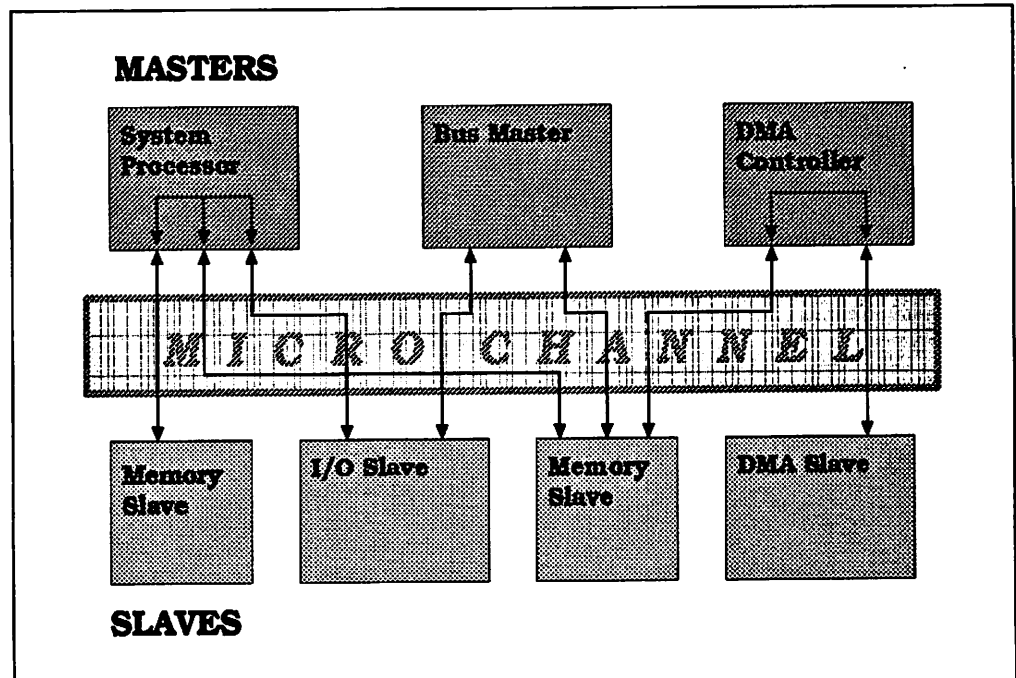 MASTERS
System
Processor
Bus Master
DMA
Controller
MICRO CHANNEL
Memory
Slave
I/O Slave
Memory
Slave
DMA Slave
SLAVES